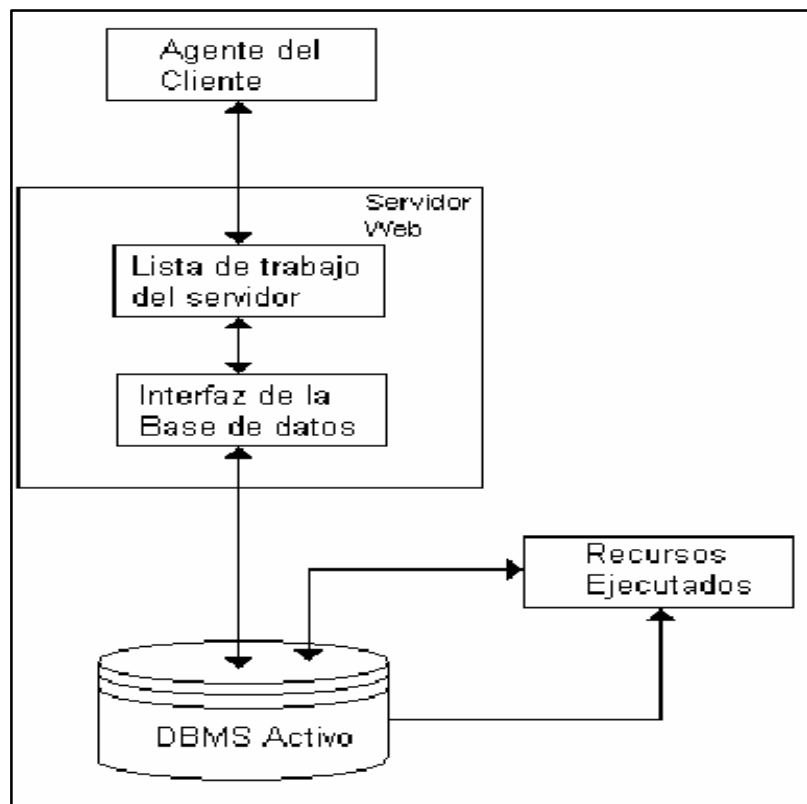 Agente del
Cliente
Servidor
Web
Lista de trabajo
del servidor
Interfaz de la
Base de datos
Recursos
Ejecutados
DBMS Activo